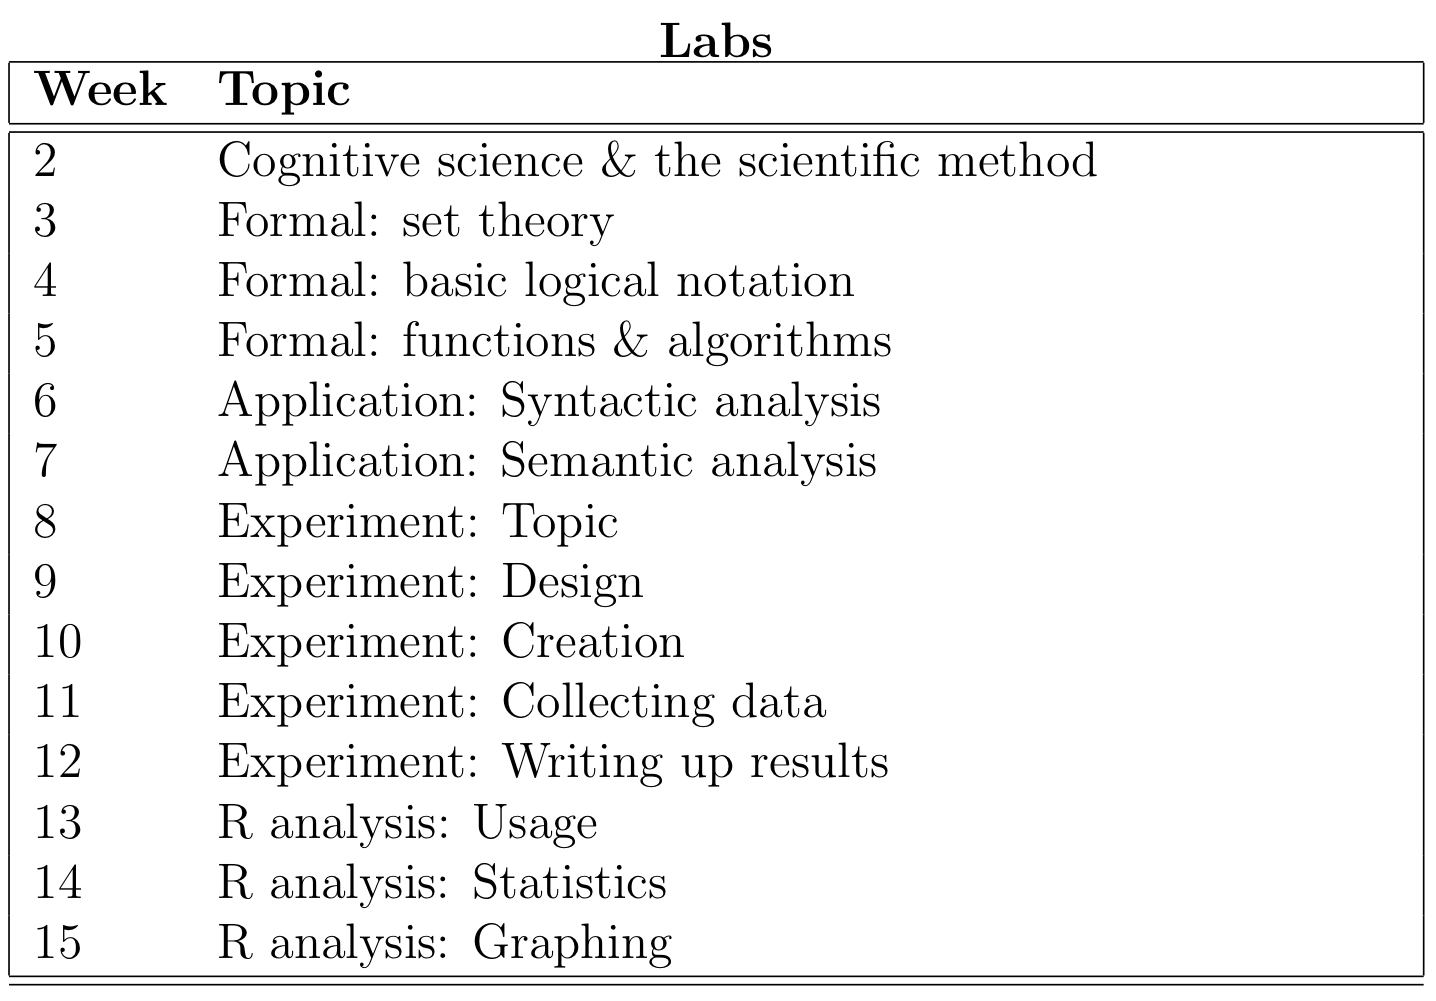 Labs
Week Topic
2 Cognitive science & the scientific method
3 Formal: set theory
4 Formal: basic logical notation
5 Formal: functions & algorithms
6 Application: Syntactic analysis
7 Application: Semantic analysis
8 Experiment: Topic
9 Experiment: Design
10 Experiment: Creation
11 Experiment: Collecting data
12 Experiment: Writing up results
13 R analysis: Usage
14 R analysis: Statistics
15 R analysis: Graphing